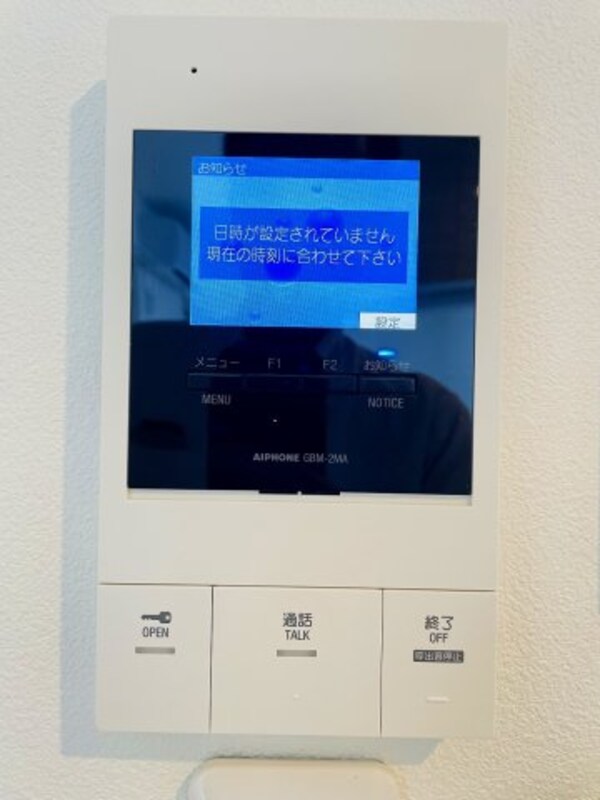 お知らせ
日時が設定されていません
現在の時刻に合わせて下さい
設定
メニュー F1 F2 お知らせ
MENU NOTICE
AIPHONE GBM-2MA
OPEN
通話
TALK
終了
OFF
呼出音停止